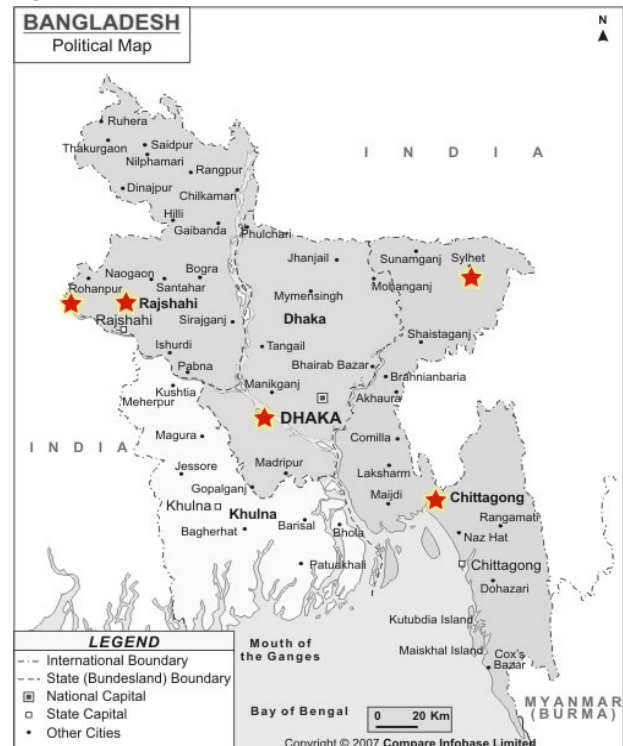 BANGLADESH
Political Map
N
Ruhera
Thakurgaon
Saidpur
Nilphamari
Rangpur
Dinajpur
Chilkamari
Hilli
Gaibanda
Phulchari
I N D I A
Jhanjail
Sunamganj
Sylhet
Naogaon
Bogra
Rohanpur
Santahar
Mohanganj
Mymensingh
Rajshahi
Rajshahi
Sirajganj
Dhaka
Shaistaganj
Ishurdi
Tangail
Bhairab Bazar
Pabna
Brahnianbaria
Manikganj
Kushtia
Meherpur
Akhaura
DHAKA
Magura
Comilla
I N D I A
Madripur
Laksharm
Jessore
Gopalganj
Maijdi
Chittagong
Khulna
Khulna
Rangamati
Barisal
Bhola
Naz Hat
Bagherhat
Patuakhali
Chittagong
Dohazari
Kutubdia Island
Maiskhal Island
Cox's
Bazar
Mouth of
the Ganges
LEGEND
International Boundary
State (Bundesland) Boundary
National Capital
State Capital
Other Cities
Bay of Bengal
0 20 Km
MYANMAR
(BURMA)
Copyright © 2007 Compare Infobase Limited